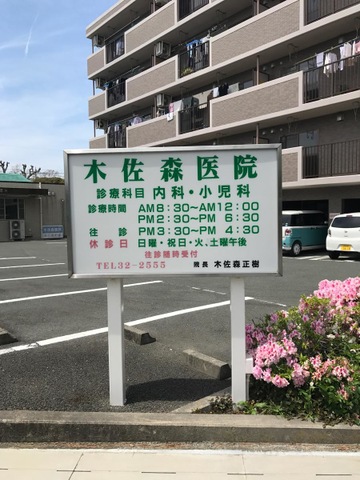 木佐森医院
診療科目 内科・小児科
診療時間 AM8:30〜AM12:00
PM2:30〜PM 6:30
往 診 PM3:30〜PM 4:30
休診日 日曜・祝日・火、土曜午後
往診随時受付
TEL32-2555 院長 木佐森正樹